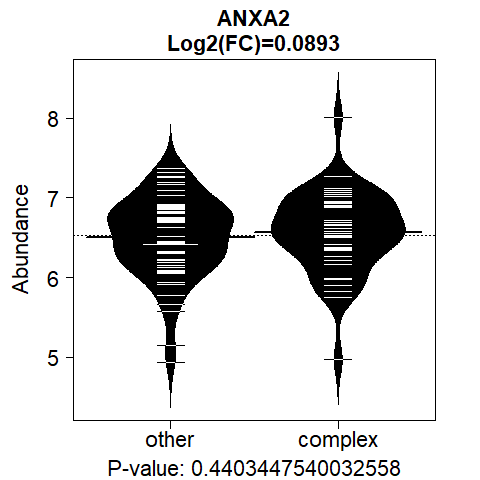 ANXA2
Log2(FC)=0.0893
Abundance
8
7
6
5
other complex
P-value: 0.4403447540032558